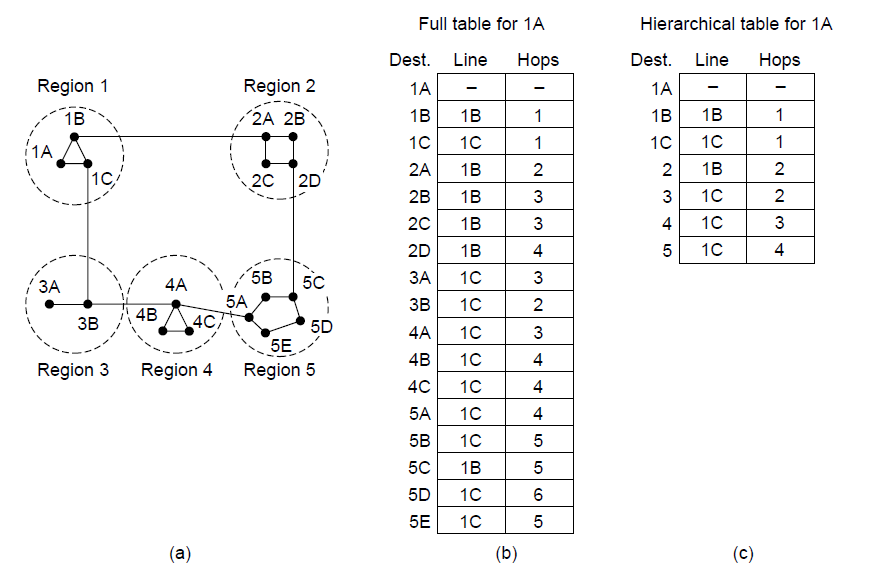 Full table for 1A
Hierarchical table for 1A
Dest. Line Hops
Dest. Line Hops
Region 1
Region 2
1B
2A 2B
1A
1C
2C 2D
3A
3B
4A
4B
4C
5B
5C
5A
5D
5E
Region 3
Region 4
Region 5
1A – –
1B 1B 1
1C 1C 1
2A 1B 2
2B 1B 3
2C 1B 3
2D 1B 4
3A 1C 3
3B 1C 2
4A 1C 3
4B 1C 4
4C 1C 4
5A 1C 4
5B 1C 5
5C 1B 5
5D 1C 6
5E 1C 5
1A – –
1B 1B 1
1C 1C 1
2 1B 2
3 1C 2
4 1C 3
5 1C 4
(a)
(b)
(c)